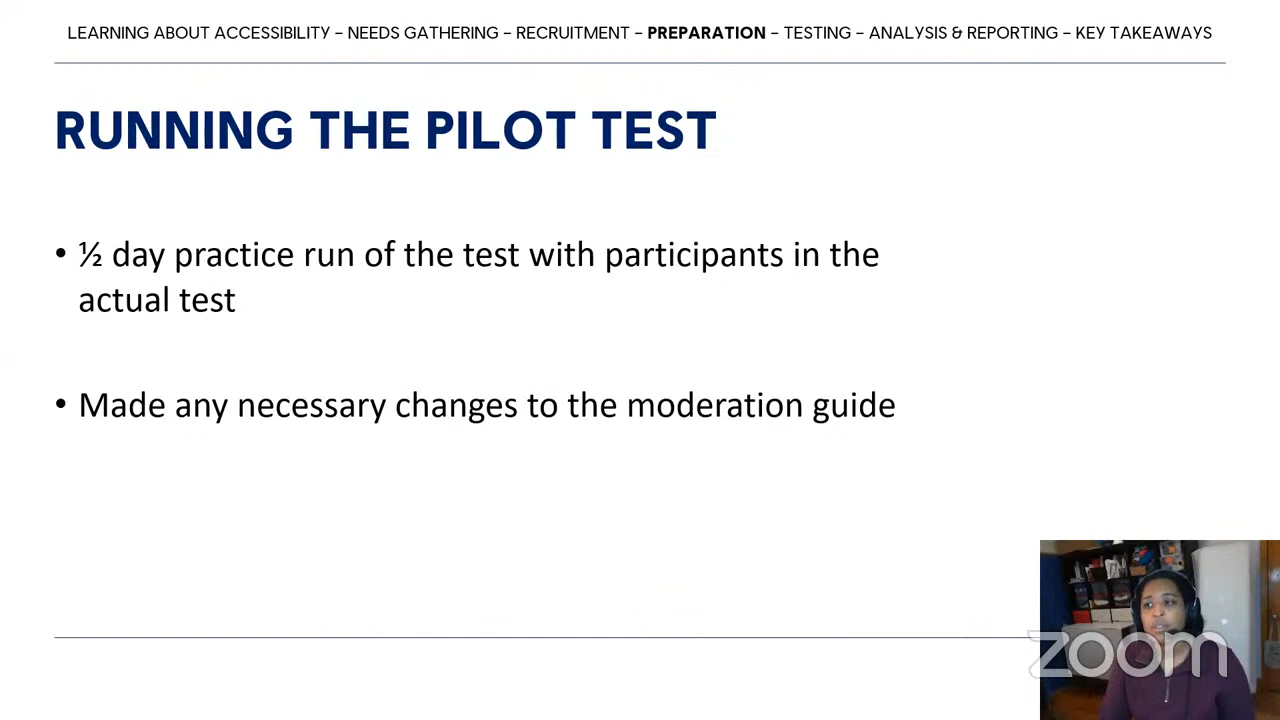 LEARNING ABOUT ACCESSIBILITY – NEEDS GATHERING – RECRUITMENT – PREPARATION – TESTING – ANALYSIS & REPORTING – KEY TAKEAWAYS
RUNNING THE PILOT TEST
• ½ day practice run of the test with participants in the
actual test
• Made any necessary changes to the moderation guide
zoom